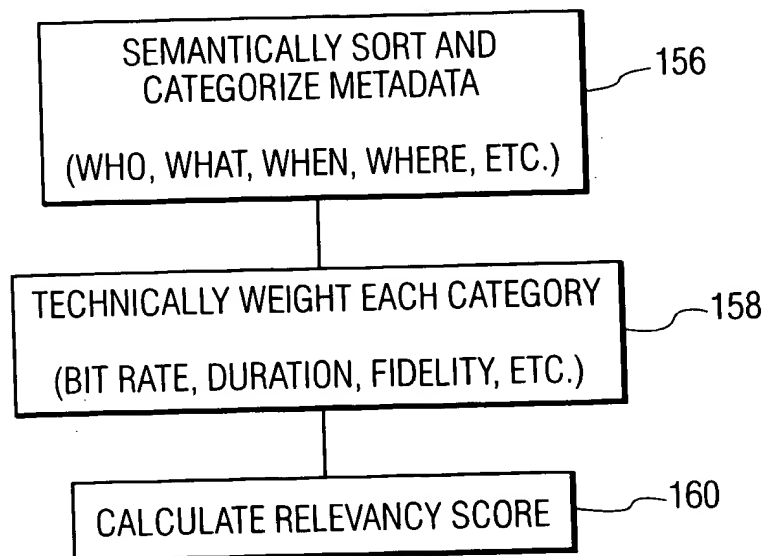 SEMANTICALLY SORT AND
CATEGORIZE METADATA
(WHO, WHAT, WHEN, WHERE, ETC.)
156
TECHNICALLY WEIGHT EACH CATEGORY
(BIT RATE, DURATION, FIDELITY, ETC.)
158
CALCULATE RELEVANCY SCORE
160